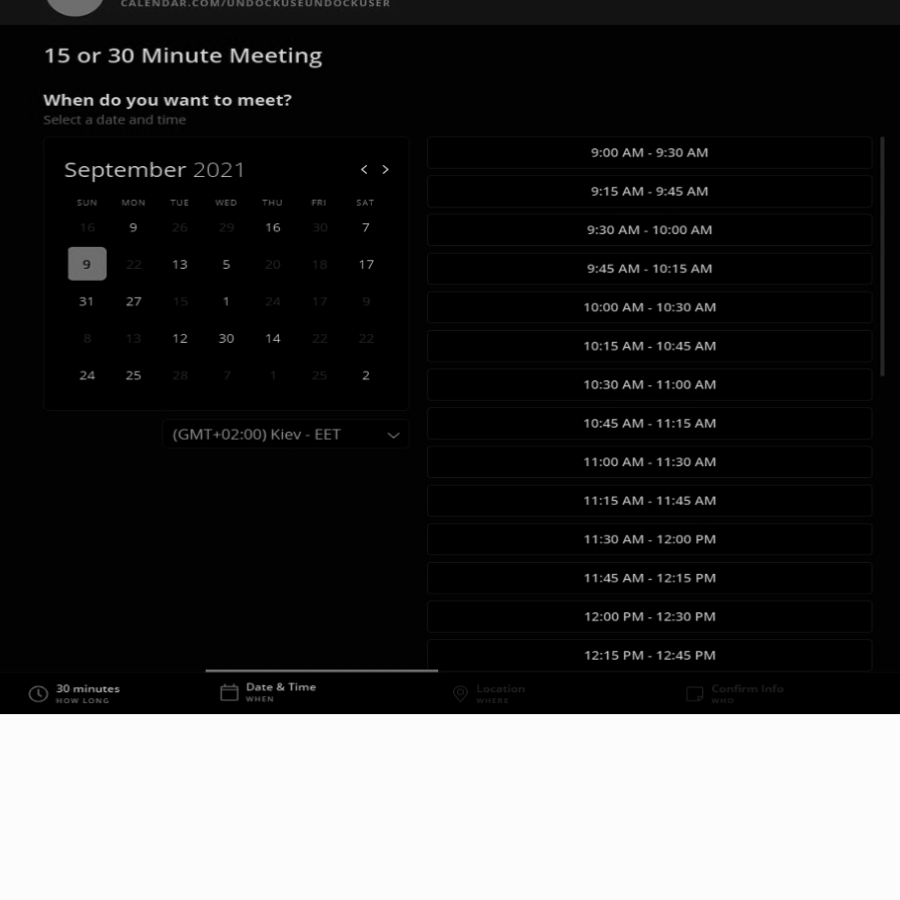 CALENDAR.COM/UNDOCKUSEUNDOCKUSER
15 or 30 Minute Meeting
When do you want to meet?
Select a date and time
September 2021 < >
SUN MON TUE WED THU FRI SAT
16 9 26 29 16 30 7
9 22 13 5 20 18 17
31 27 15 1 24 17 9
8 13 12 30 14 22 22
24 25 28 7 1 25 2
(GMT+02:00) Kiev - EET
9:00 AM - 9:30 AM
9:15 AM - 9:45 AM
9:30 AM - 10:00 AM
9:45 AM - 10:15 AM
10:00 AM - 10:30 AM
10:15 AM - 10:45 AM
10:30 AM - 11:00 AM
10:45 AM - 11:15 AM
11:00 AM - 11:30 AM
11:15 AM - 11:45 AM
11:30 AM - 12:00 PM
11:45 AM - 12:15 PM
12:00 PM - 12:30 PM
12:15 PM - 12:45 PM
30 minutes
HOW LONG
Date & Time
WHEN
Location
WHERE
Confirm Info
WHO